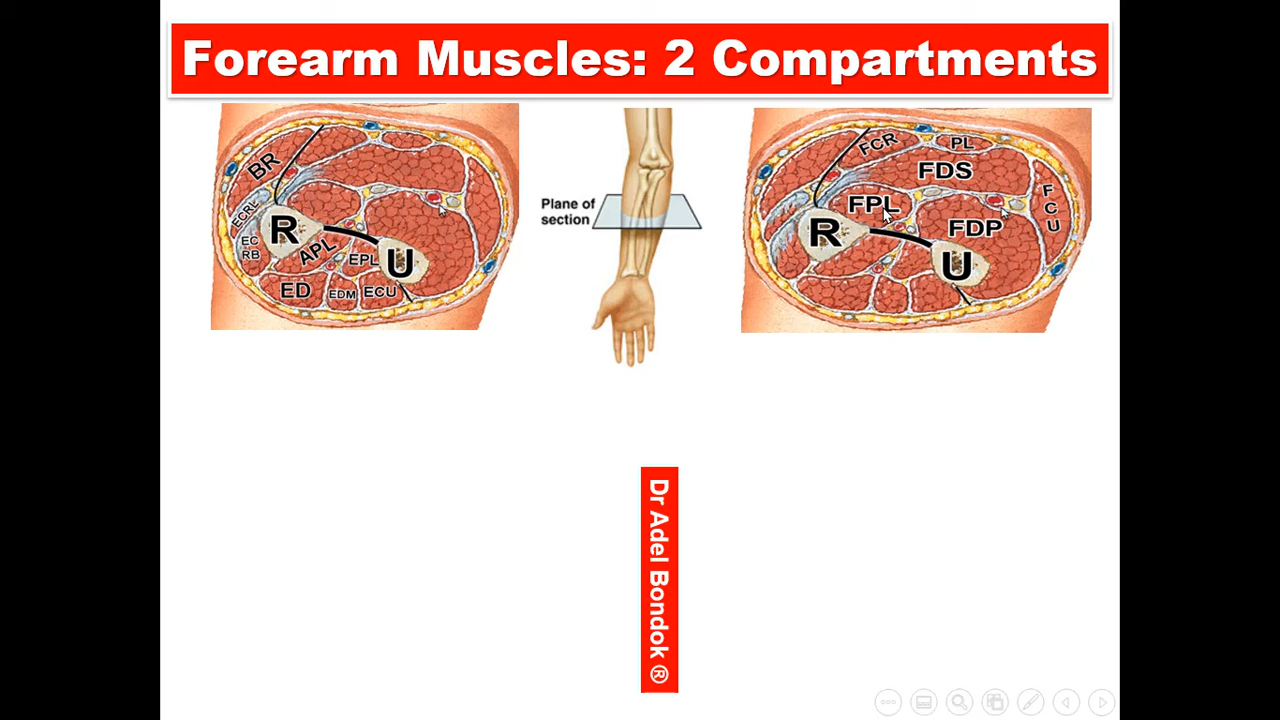 Forearm Muscles: 2 Compartments
BR
ECRL
EC
RB
R
APL
EPL
U
ED
EDM
ECU
Plane of
section
FCR
PL
FDS
FPL
F
C
U
R
FDP
U
Dr Adel Bondok ®